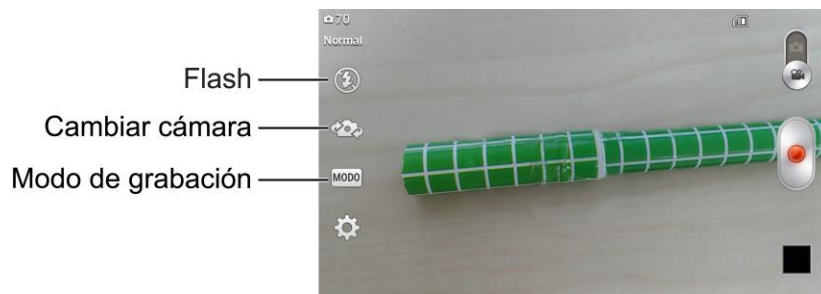 70
Normal
Flash
Cambiar cámara
Modo de grabación
MODO